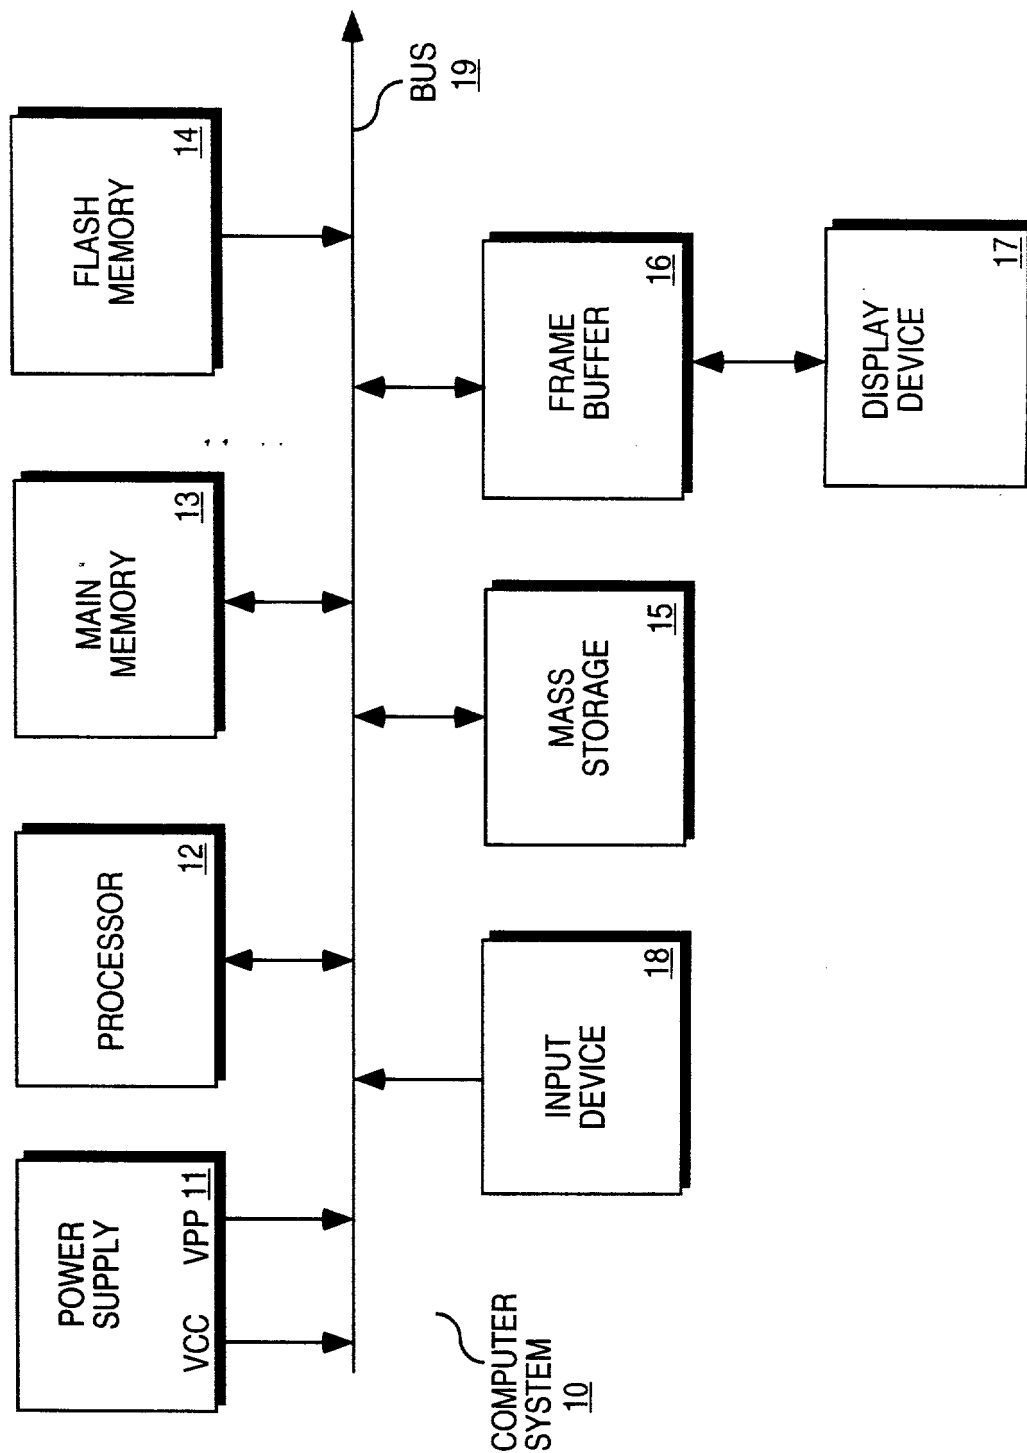 POWER
SUPPLY
VCC VPP 11
PROCESSOR
12
MAIN
MEMORY
13
FLASH
MEMORY
14
BUS
19
COMPUTER
SYSTEM
10
INPUT
DEVICE
18
MASS
STORAGE
15
FRAME
BUFFER
16
DISPLAY
DEVICE
17